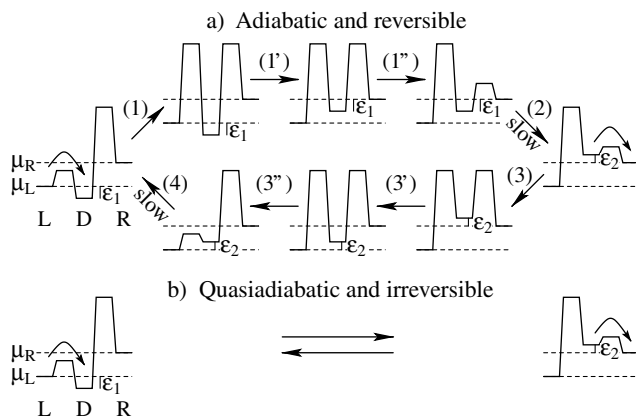 a) Adiabatic and reversible
(1') (1")
(1) ε₁ ε₁ ε₁ (2)
slow
μR
μL ε₁ ε₂
(4) (3") (3') (3)
slow
L D R ε₂ ε₂ ε₂
b) Quasiadiabatic and irreversible
μR
μL ε₁ ε₂
L D R